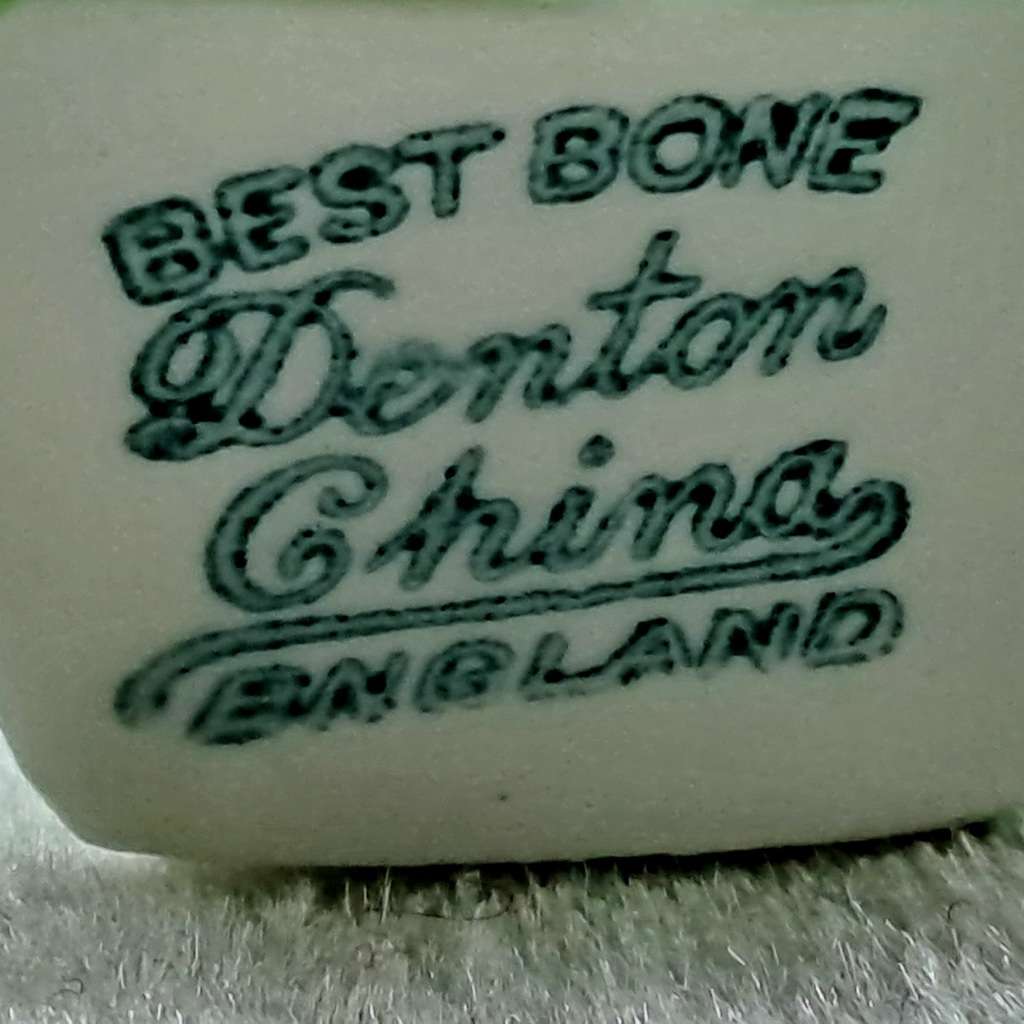 BEST BONE
Denton
China
ENGLAND